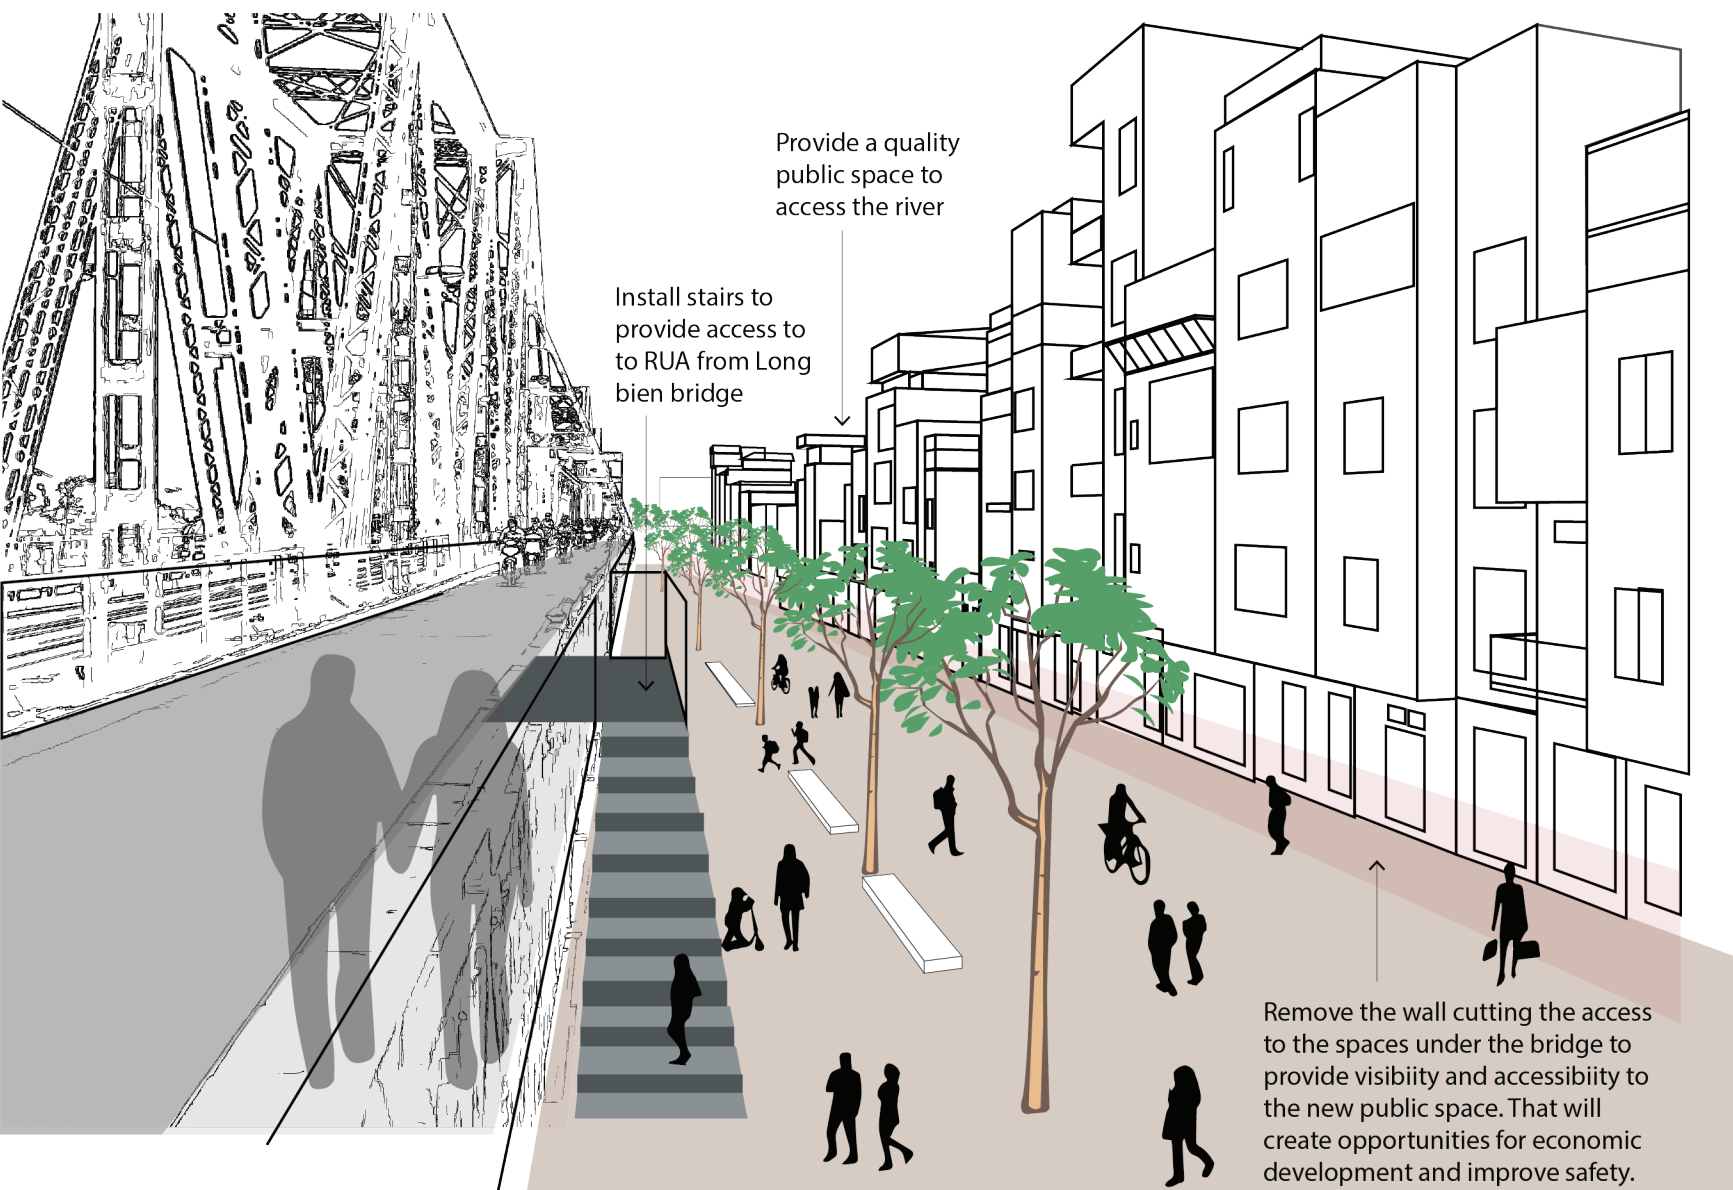 Provide a quality
public space to
access the river
Install stairs to
provide access to
to RUA from Long
bien bridge
Remove the wall cutting the access
to the spaces under the bridge to
provide visibiity and accessibiity to
the new public space. That will
create opportunities for economic
development and improve safety.